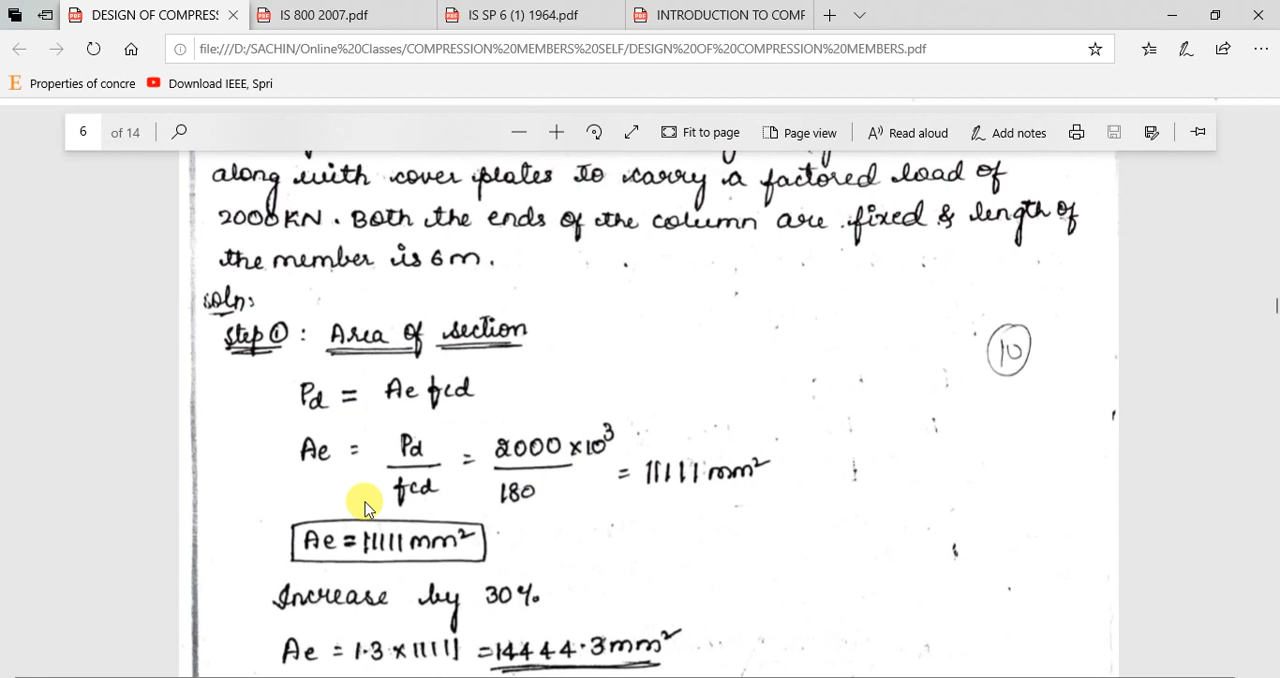 DESIGN OF COMPRESS
IS 800 2007.pdf
IS SP 6 (1) 1964.pdf
INTRODUCTION TO COMP
file:///D:/SACHIN/Online%20Classes/COMPRESSION%20MEMBERS%20SELF/DESIGN%20OF%20COMPRESSION%20MEMBERS.pdf
E Properties of concre
Download IEEE, Spri
6 of 14
Fit to page
Page view
Read aloud
Add notes
along with cover plates to carry a factored load of
2000KN. Both the ends of the column are fixed & length of
the member is 6m.
soln:
Step ①: Area of section
10
Pd = Ae fcd
Ae = Pd / fcd = 2000 x 10³ / 180 = 11111 mm²
Ae = 11111 mm²
Increase by 30%
Ae = 1.3 x 11111 = 14444.3 mm²